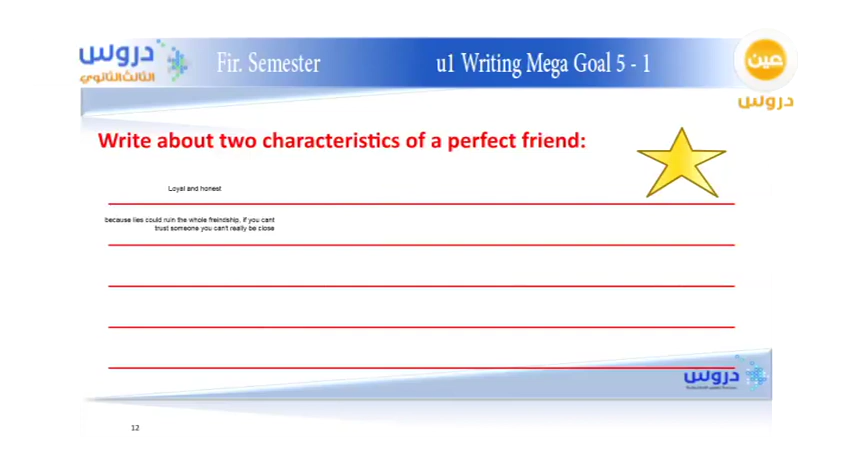 دروس
الثالث الثانوي
Fir. Semester
u1 Writing Mega Goal 5 - 1
عين
دروس
Write about two characteristics of a perfect friend:
Loyal and honest
because lies could ruin the whole freindship, if you cant
trust someone you can't really be close
دروس
12